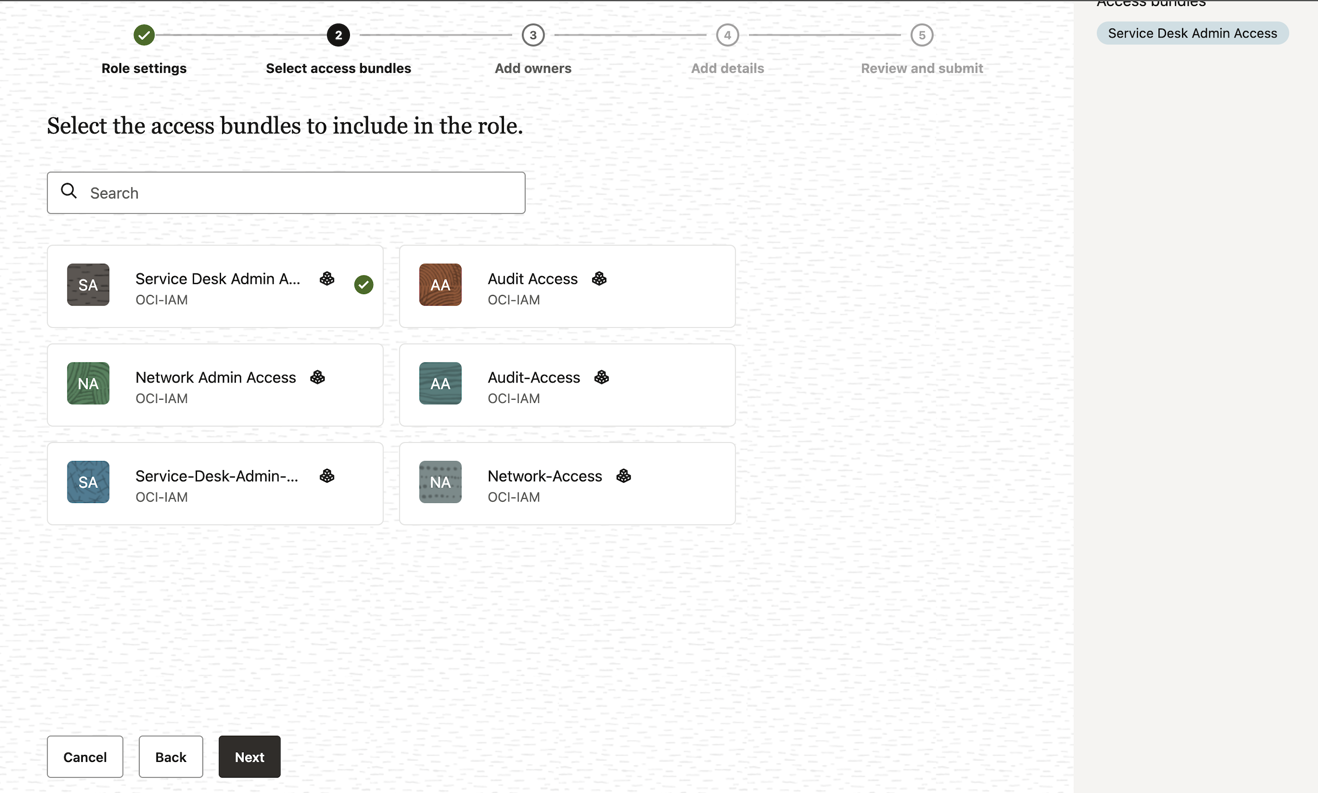 Access bundles
Service Desk Admin Access
2
3
4
5
Role settings
Select access bundles
Add owners
Add details
Review and submit
Select the access bundles to include in the role.
Search
SA
Service Desk Admin A...
OCI-IAM
AA
Audit Access
OCI-IAM
NA
Network Admin Access
OCI-IAM
AA
Audit-Access
OCI-IAM
SA
Service-Desk-Admin-...
OCI-IAM
NA
Network-Access
OCI-IAM
Cancel
Back
Next